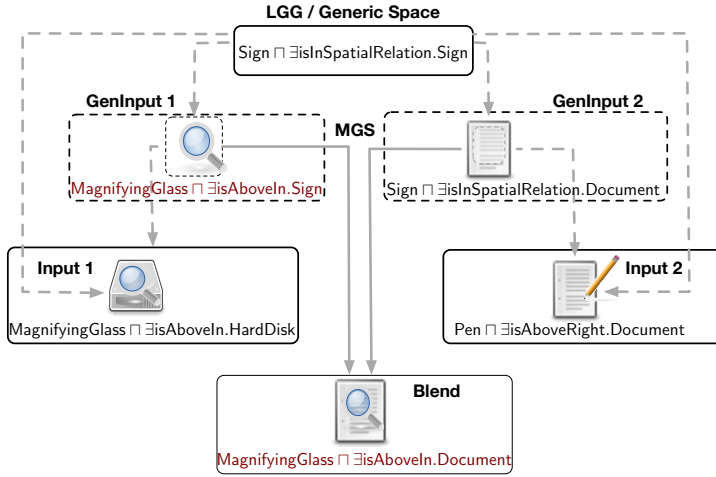 LGG / Generic Space
Sign ⊓ ∃isInSpatialRelation.Sign
GenInput 1
GenInput 2
MGS
MagnifyingGlass ⊓ ∃isAboveIn.Sign
Sign ⊓ ∃isInSpatialRelation.Document
Input 1
Input 2
MagnifyingGlass ⊓ ∃isAboveIn.HardDisk
Pen ⊓ ∃isAboveRight.Document
Blend
MagnifyingGlass ⊓ ∃isAboveIn.Document